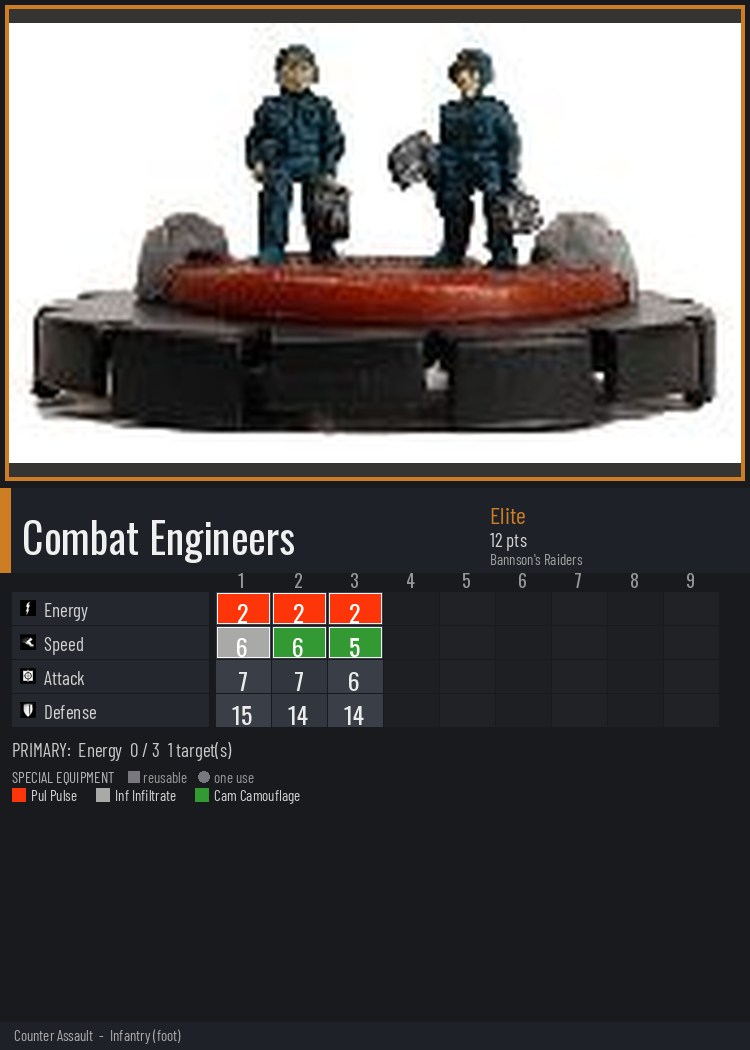 Combat Engineers
Elite
12 pts
Bannson's Raiders
1 2 3 4 5 6 7 8 9
Energy 2 2 2
Speed 6 6 5
Attack 7 7 6
Defense 15 14 14
PRIMARY: Energy 0 / 3 1 target(s)
SPECIAL EQUIPMENT reusable one use
Pul Pulse Inf Infiltrate Cam Camouflage
Counter Assault - Infantry (foot)